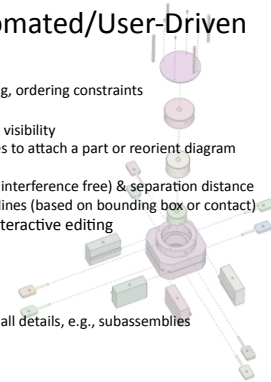 omated/User-Driven
g, ordering constraints
visibility
es to attach a part or reorient diagram
interference free) & separation distance
lines (based on bounding box or contact)
teractive editing
all details, e.g., subassemblies